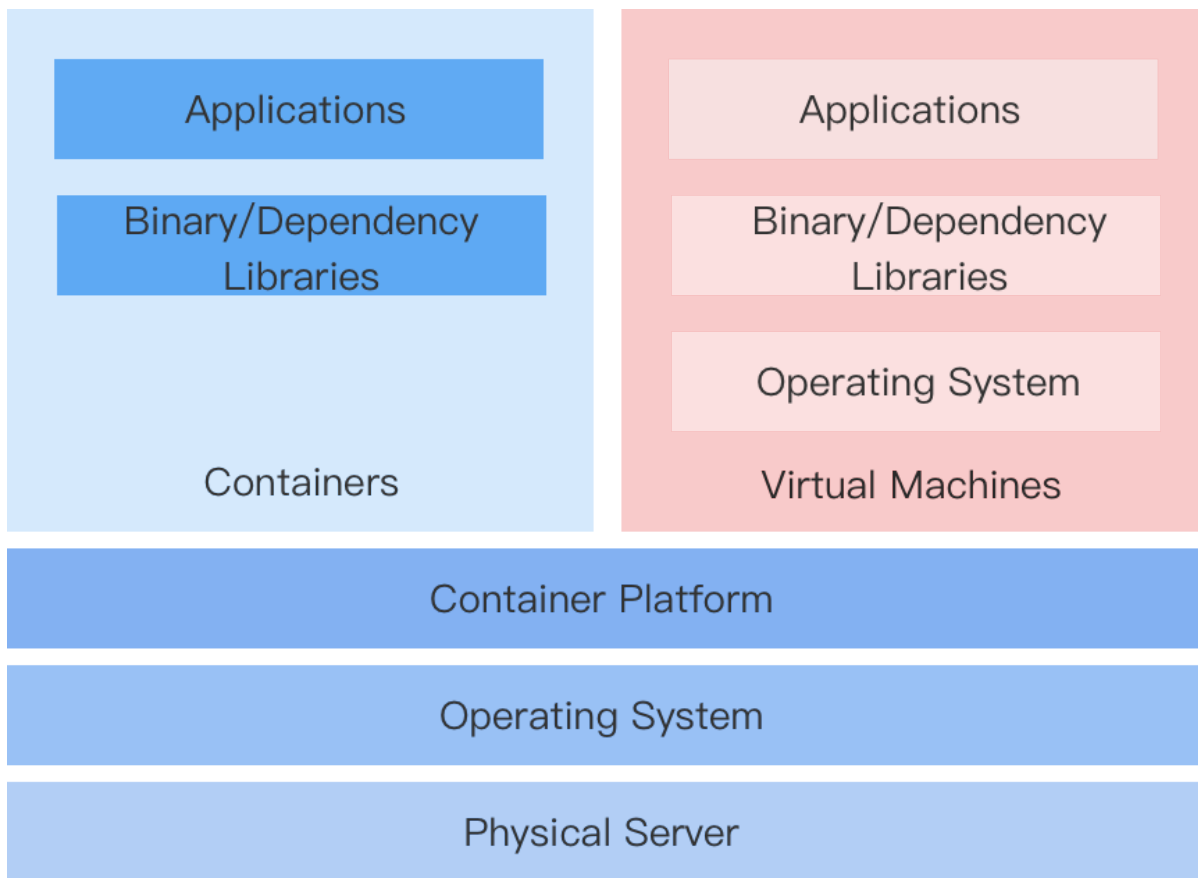 Applications
Binary/Dependency
Libraries
Containers
Applications
Binary/Dependency
Libraries
Operating System
Virtual Machines
Container Platform
Operating System
Physical Server